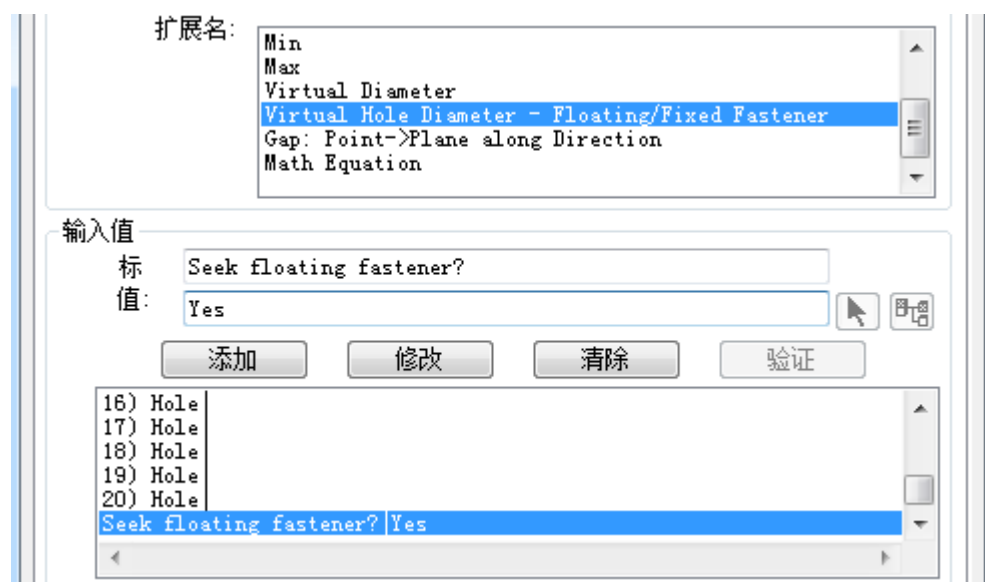 扩展名:
Min
Max
Virtual Diameter
Virtual Hole Diameter - Floating/Fixed Fastener
Gap: Point->Plane along Direction
Math Equation
输入值
标 Seek floating fastener?
值: Yes
添加 修改 清除 验证
16) Hole
17) Hole
18) Hole
19) Hole
20) Hole
Seek floating fastener? Yes